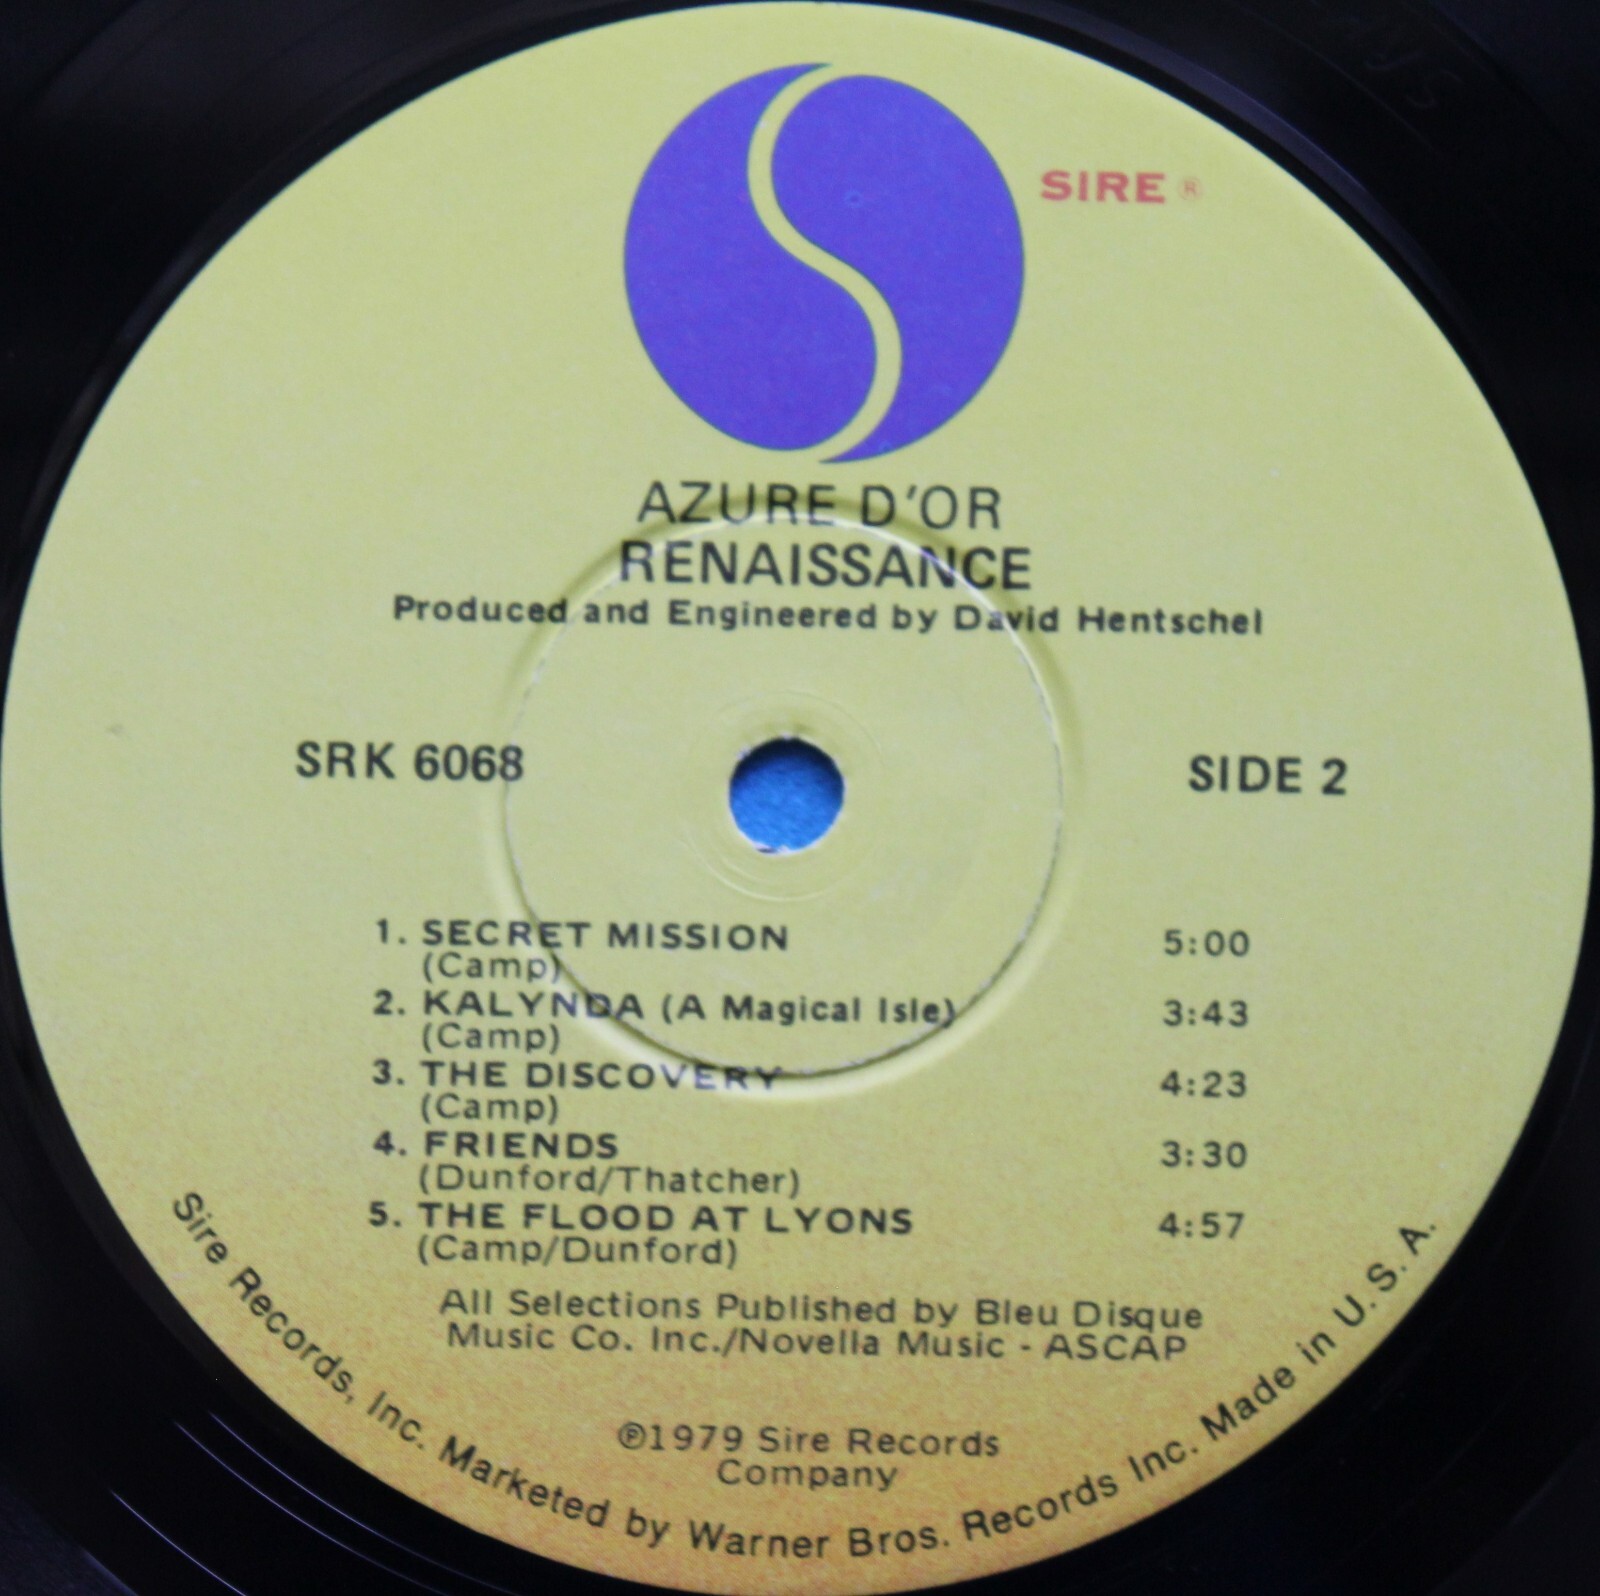 SIRE ®
AZURE D'OR
RENAISSANCE
Produced and Engineered by David Hentschel
SRK 6068
SIDE 2
1. SECRET MISSION 5:00
(Camp)
2. KALYNDA (A Magical Isle) 3:43
(Camp)
3. THE DISCOVERY 4:23
(Camp)
4. FRIENDS 3:30
(Dunford/Thatcher)
5. THE FLOOD AT LYONS 4:57
(Camp/Dunford)
All Selections Published by Bleu Disque
Music Co. Inc./Novella Music - ASCAP
℗1979 Sire Records
Company
Sire Records, Inc. Marketed by Warner Bros. Records Inc. Made in U.S.A.